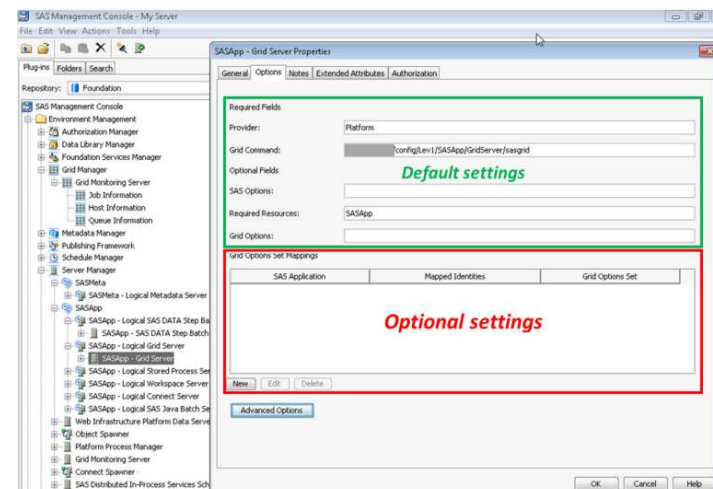 SAS Management Console - My Server
File Edit View Actions Tools Help
Plug-ins Folders Search
Repository: Foundation
SAS Management Console
Environment Management
Authorization Manager
Data Library Manager
Foundation Services Manager
Grid Manager
Grid Monitoring Server
Job Information
Host Information
Queue Information
Metadata Manager
Publishing Framework
Schedule Manager
Server Manager
SASMeta
SASMeta - Logical Metadata Server
SASApp
SASApp - Logical SAS DATA Step Ba
SASApp - SAS DATA Step Batch
SASApp - Logical Grid Server
SASApp - Grid Server
SASApp - Logical Stored Process Ser
SASApp - Logical Workspace Server
SASApp - Logical Connect Server
SASApp - Logical SAS Java Batch Se
Web Infrastructure Platform Data Serve
Object Spawner
Platform Process Manager
Grid Monitoring Server
Connect Spawner
SAS Distributed In-Process Services Sch
SASApp - Grid Server Properties
General Options Notes Extended Attributes Authorization
Required Fields
Provider: Platform
Grid Command: /config/Lev1/SASApp/GridServer/sasgrid
Optional Fields
Default settings
SAS Options:
Required Resources: SASApp
Grid Options:
Grid Options Set Mappings
SAS Application Mapped Identities Grid Options Set
Optional settings
New Edit Delete
Advanced Options
OK Cancel Help